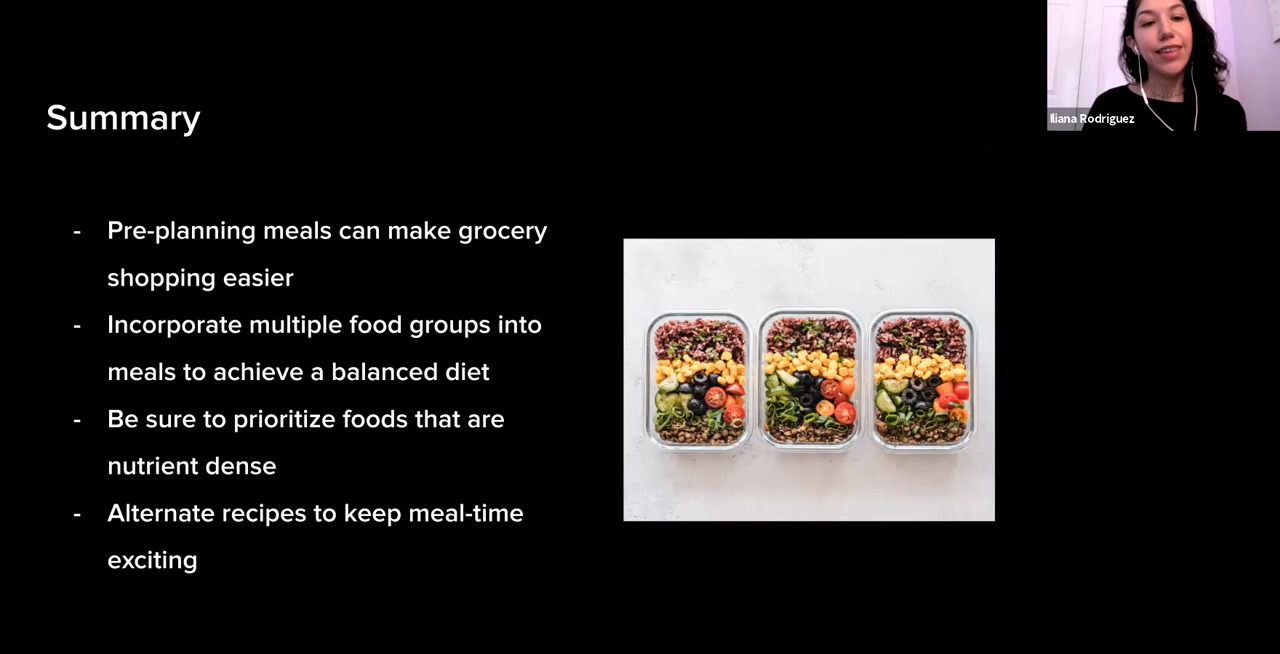 Summary
- Pre-planning meals can make grocery
shopping easier
- Incorporate multiple food groups into
meals to achieve a balanced diet
- Be sure to prioritize foods that are
nutrient dense
- Alternate recipes to keep meal-time
exciting
Iliana Rodriguez